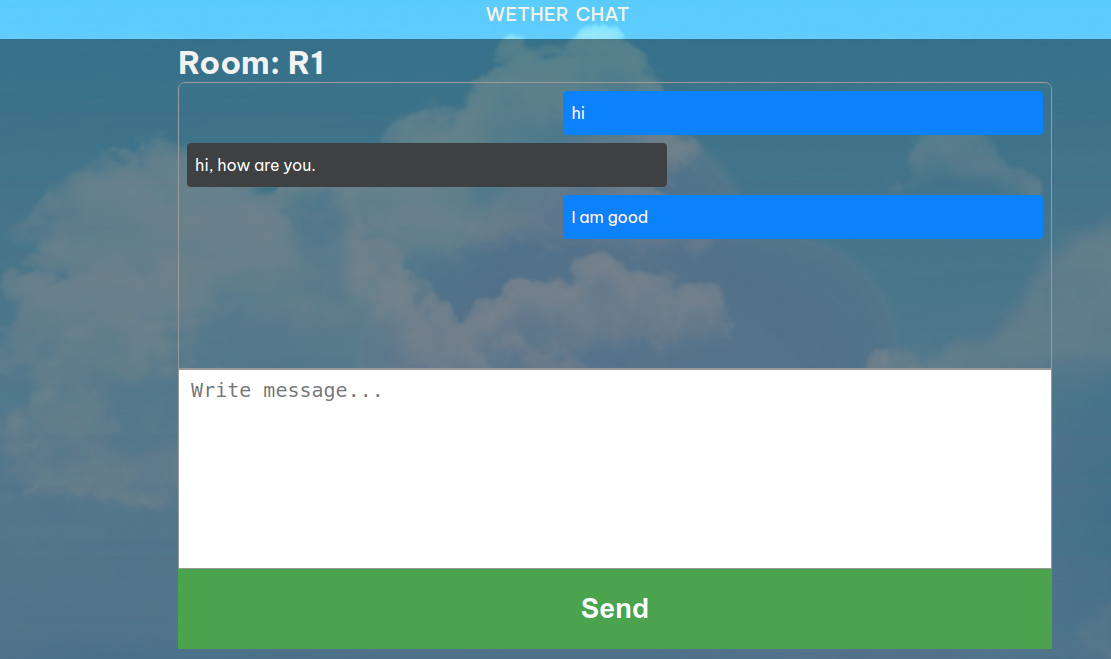 WETHER CHAT
Room: R1
hi
hi, how are you.
I am good
Write message...
Send